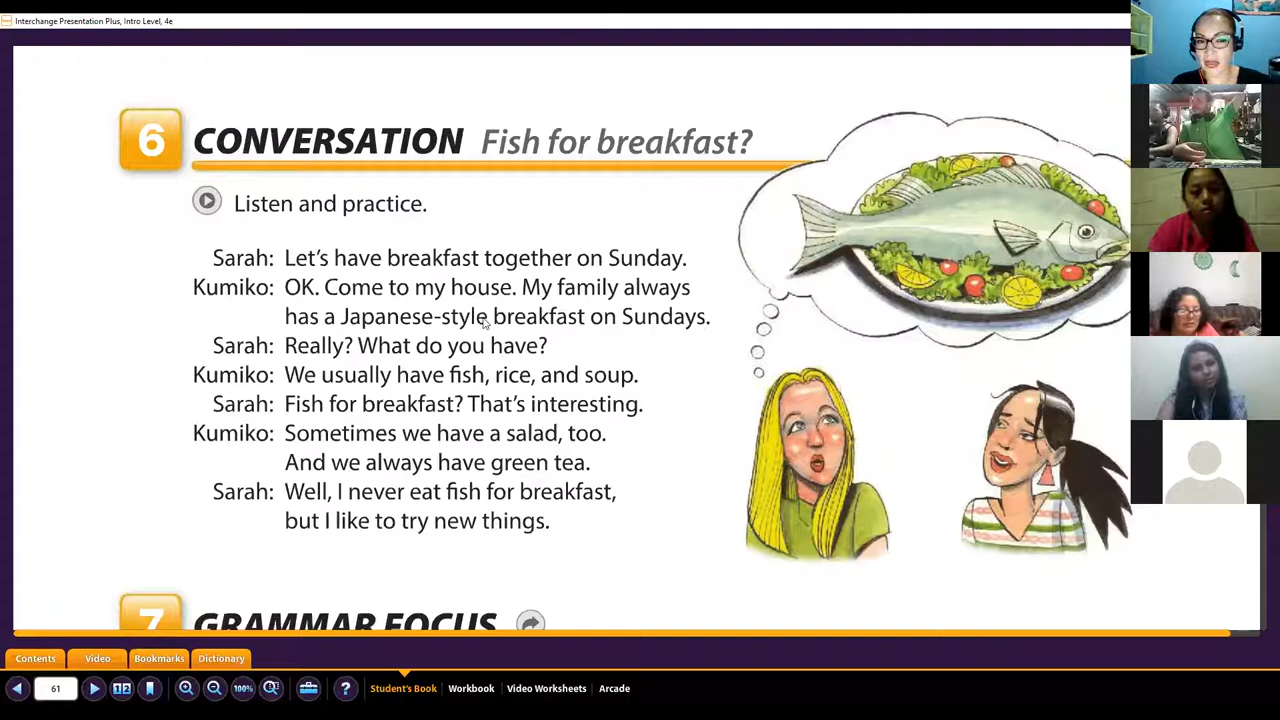 Interchange Presentation Plus, Intro Level, 4e
6 CONVERSATION Fish for breakfast?
Listen and practice.
Sarah: Let's have breakfast together on Sunday.
Kumiko: OK. Come to my house. My family always
has a Japanese-style breakfast on Sundays.
Sarah: Really? What do you have?
Kumiko: We usually have fish, rice, and soup.
Sarah: Fish for breakfast? That's interesting.
Kumiko: Sometimes we have a salad, too.
And we always have green tea.
Sarah: Well, I never eat fish for breakfast,
but I like to try new things.
7 GRAMMAR FOCUS
Contents Video Bookmarks Dictionary
61 12 100% ? Student's Book Workbook Video Worksheets Arcade